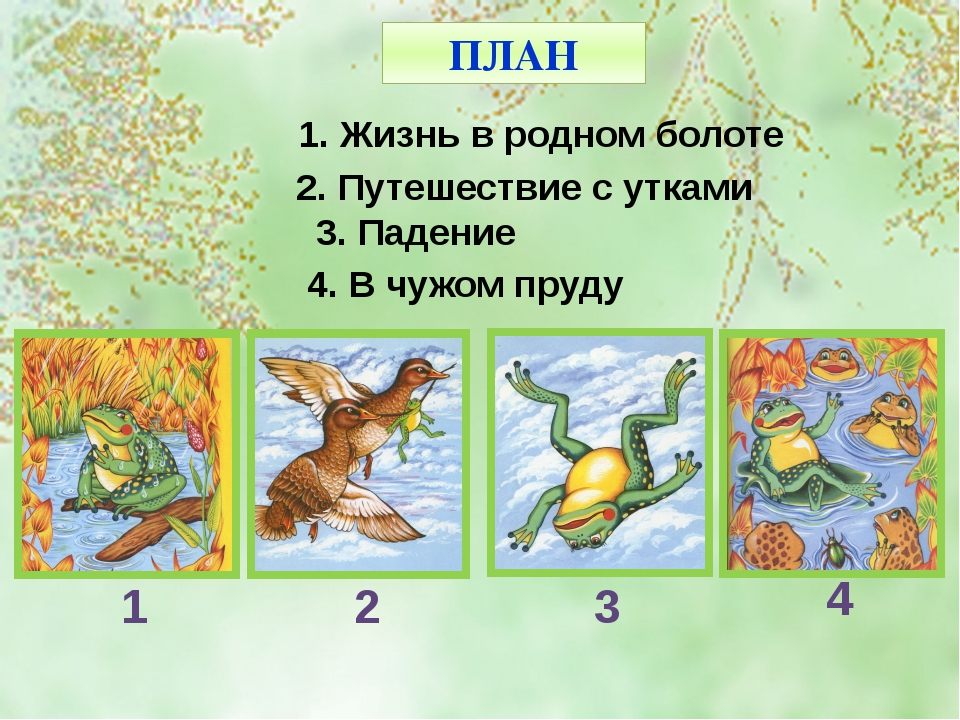 ПЛАН
1. Жизнь в родном болоте
2. Путешествие с утками
3. Падение
4. В чужом пруду
1
2
3
4